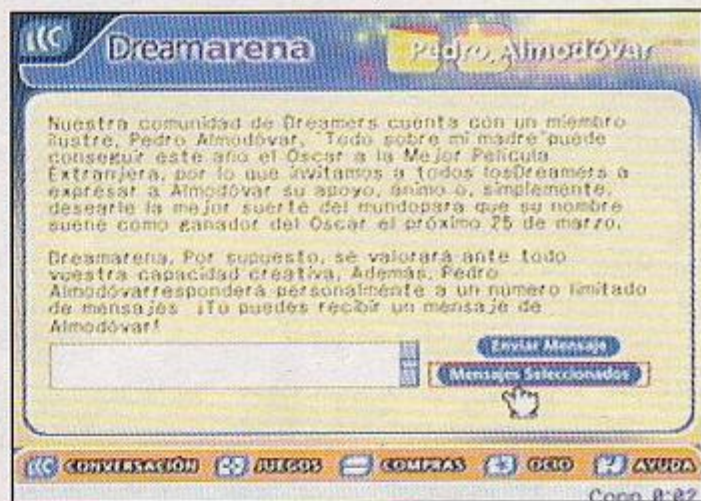 Dreamarena
Pedro Almodóvar
Nuestra comunidad de Dreamers cuenta con un miembro
ilustre, Pedro Almodóvar, "Todo sobre mi madre" puede
conseguir este año el Oscar a la Mejor Película
Extranjera, por lo que invitamos a todos losDreamers a
expresar a Almodóvar su apoyo, ánimo o, simplemente,
desearle la mejor suerte del mundopara que su nombre
suene como ganador del Oscar el próximo 25 de marzo.
Dreamarena, Por supuesto, se valorará ante todo
vuestra capacidad creativa, Además, Pedro
Almodóvarresponderá personalmente a un número limitado
de mensajes ¡Tu puedes recibir un mensaje de
Almodóvar!
Enviar Mensaje
Mensajes Seleccionados
CONVERSACIÓN JUEGOS COMPRAS OCIO AYUDA
Conn 0:02